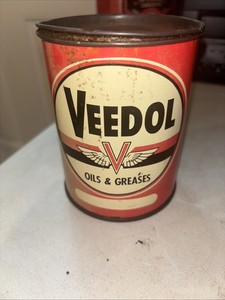 VEEDOL
V
OILS & GREASES